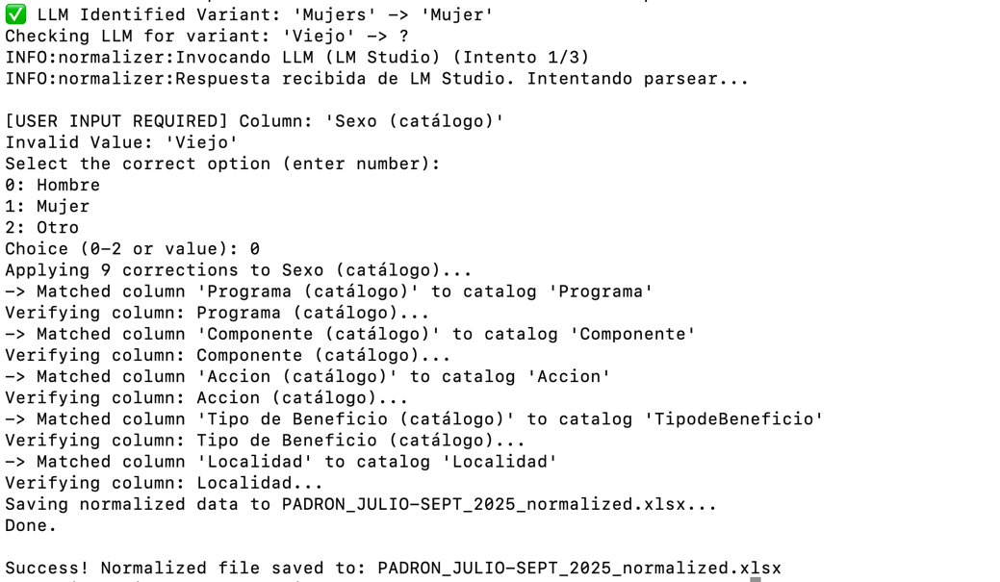 ✅ LLM Identified Variant: 'Mujers' -> 'Mujer'
Checking LLM for variant: 'Viejo' -> ?
INFO:normalizer:Invocando LLM (LM Studio) (Intento 1/3)
INFO:normalizer:Respuesta recibida de LM Studio. Intentando parsear...
[USER INPUT REQUIRED] Column: 'Sexo (catálogo)'
Invalid Value: 'Viejo'
Select the correct option (enter number):
0: Hombre
1: Mujer
2: Otro
Choice (0-2 or value): 0
Applying 9 corrections to Sexo (catálogo)...
-> Matched column 'Programa (catálogo)' to catalog 'Programa'
Verifying column: Programa (catálogo)...
-> Matched column 'Componente (catálogo)' to catalog 'Componente'
Verifying column: Componente (catálogo)...
-> Matched column 'Accion (catálogo)' to catalog 'Accion'
Verifying column: Accion (catálogo)...
-> Matched column 'Tipo de Beneficio (catálogo)' to catalog 'TipodeBeneficio'
Verifying column: Tipo de Beneficio (catálogo)...
-> Matched column 'Localidad' to catalog 'Localidad'
Verifying column: Localidad...
Saving normalized data to PADRON_JULIO-SEPT_2025_normalized.xlsx...
Done.
Success! Normalized file saved to: PADRON_JULIO-SEPT_2025_normalized.xlsx